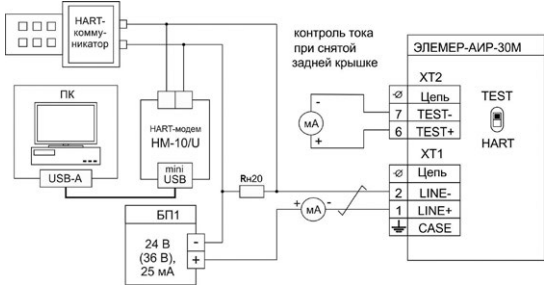 HART-
комму-
никатор
контроль тока
при снятой
задней крышке
ЭЛЕМЕР-АИР-30М
ПК
USB-A
HART-модем
HM-10/U
mini
USB
XT2
Цепь
7 TEST-
6 TEST+
- мА +
TEST
HART
XT1
Цепь
2 LINE-
1 LINE+
CASE
Rн20
+ мА -
БП1
24 В
(36 В),
25 мА
-
+